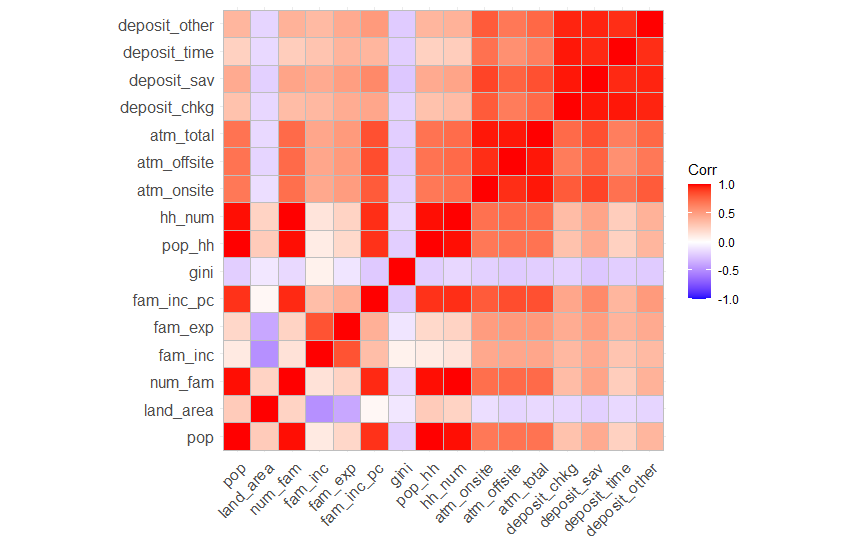 deposit_other
deposit_time
deposit_sav
deposit_chkg
atm_total
atm_offsite
atm_onsite
hh_num
pop_hh
gini
fam_inc_pc
fam_exp
fam_inc
num_fam
land_area
pop
pop
land_area
num_fam
fam_inc
fam_exp
fam_inc_pc
gini
pop_hh
hh_num
atm_onsite
atm_offsite
atm_total
deposit_chkg
deposit_sav
deposit_time
deposit_other
Corr
1.0
0.5
0.0
-0.5
-1.0